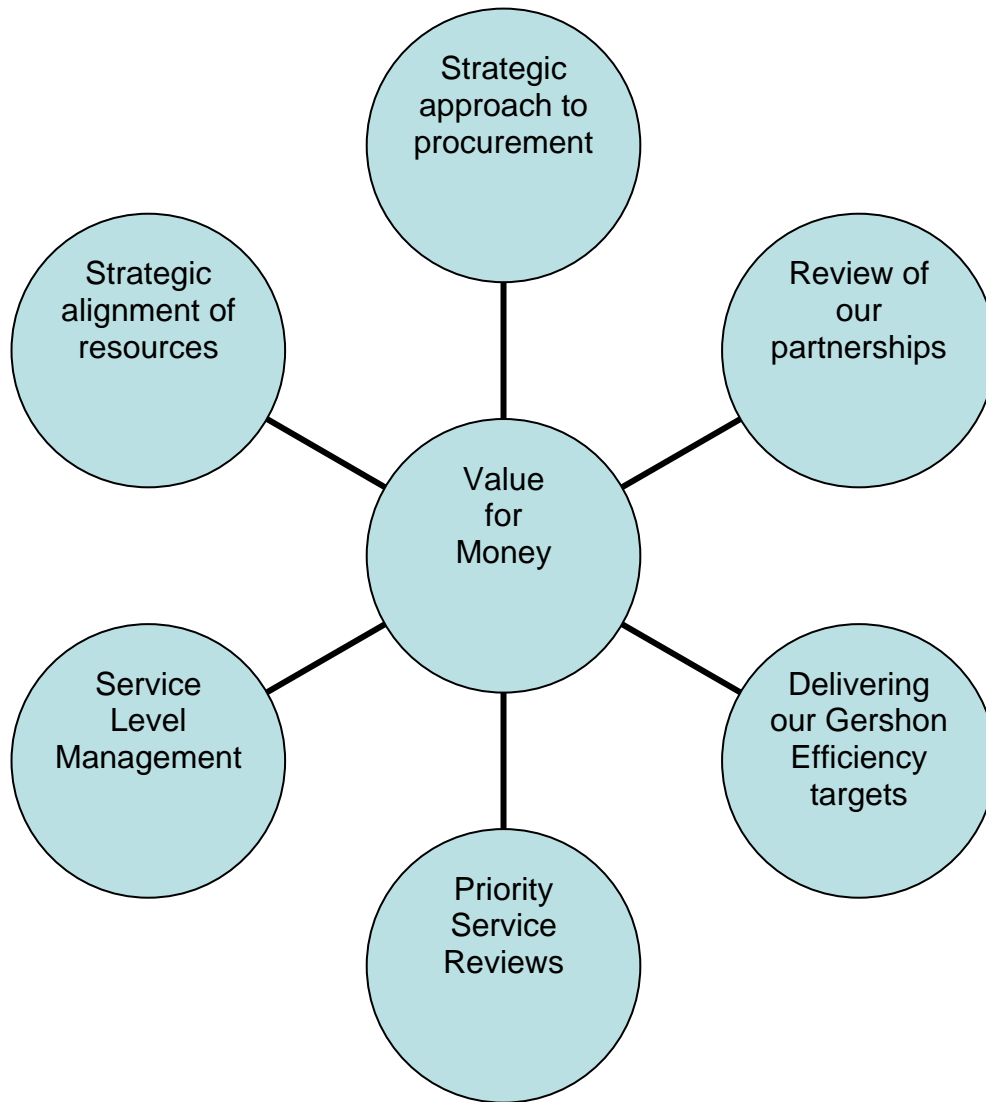 Strategic
approach to
procurement
Strategic
alignment of
resources
Review of
our
partnerships
Value
for
Money
Service
Level
Management
Delivering
our Gershon
Efficiency
targets
Priority
Service
Reviews